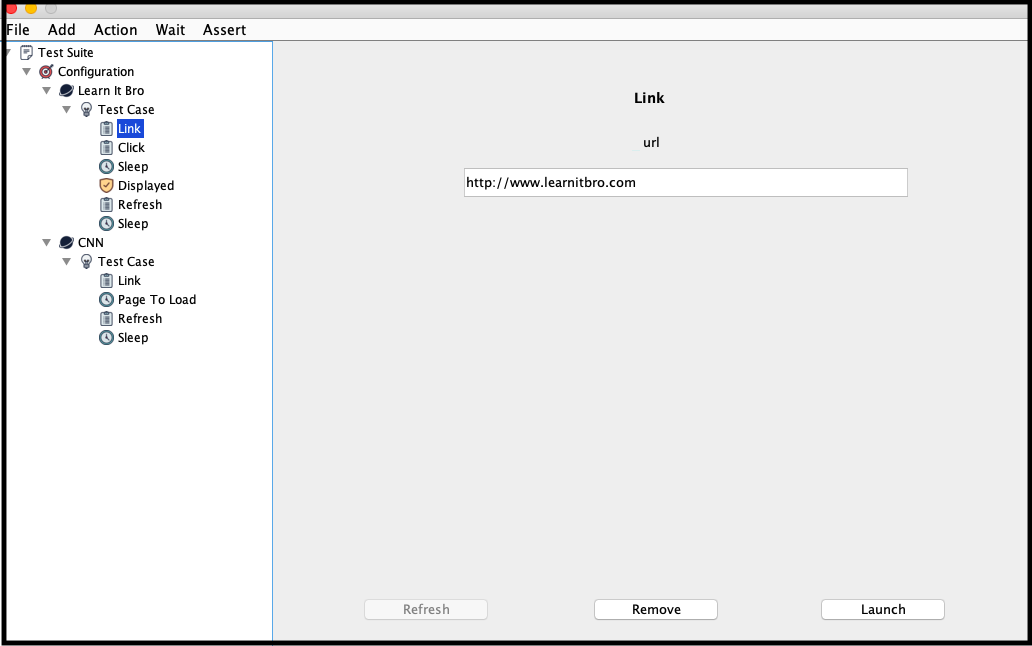 File Add Action Wait Assert
Test Suite
Configuration
Learn It Bro
Test Case
Link
Click
Sleep
Displayed
Refresh
Sleep
CNN
Test Case
Link
Page To Load
Refresh
Sleep
Link
url
http://www.learnitbro.com
Refresh Remove Launch